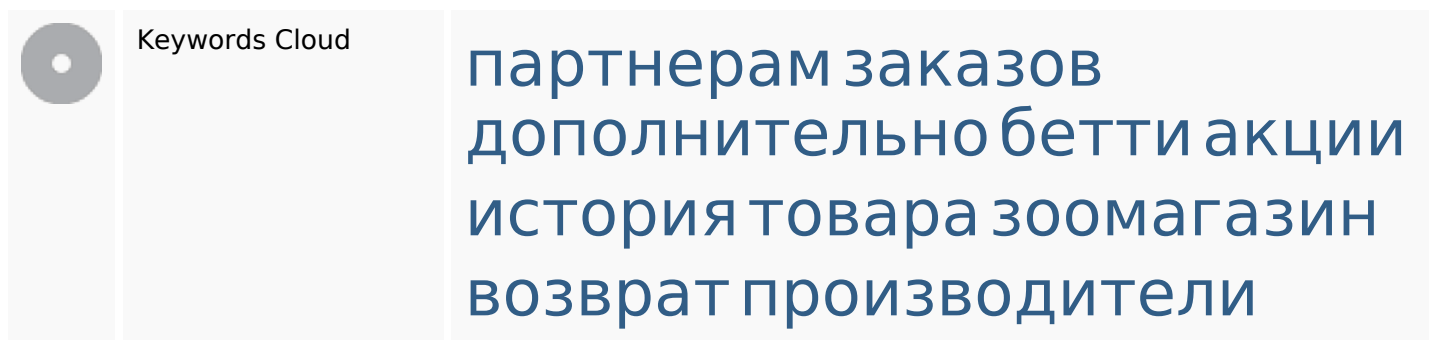 Keywords Cloud
партнерам заказов
дополнительно бетти акции
история товара зоомагазин
возврат производители